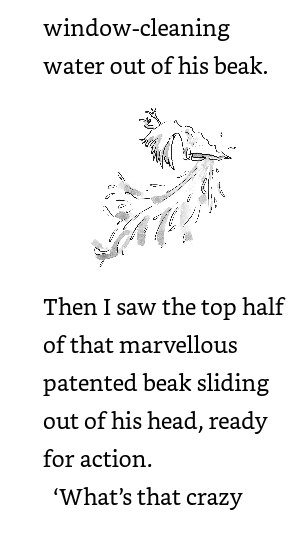 window-cleaning
water out of his beak.
Then I saw the top half
of that marvellous
patented beak sliding
out of his head, ready
for action.
‘What’s that crazy